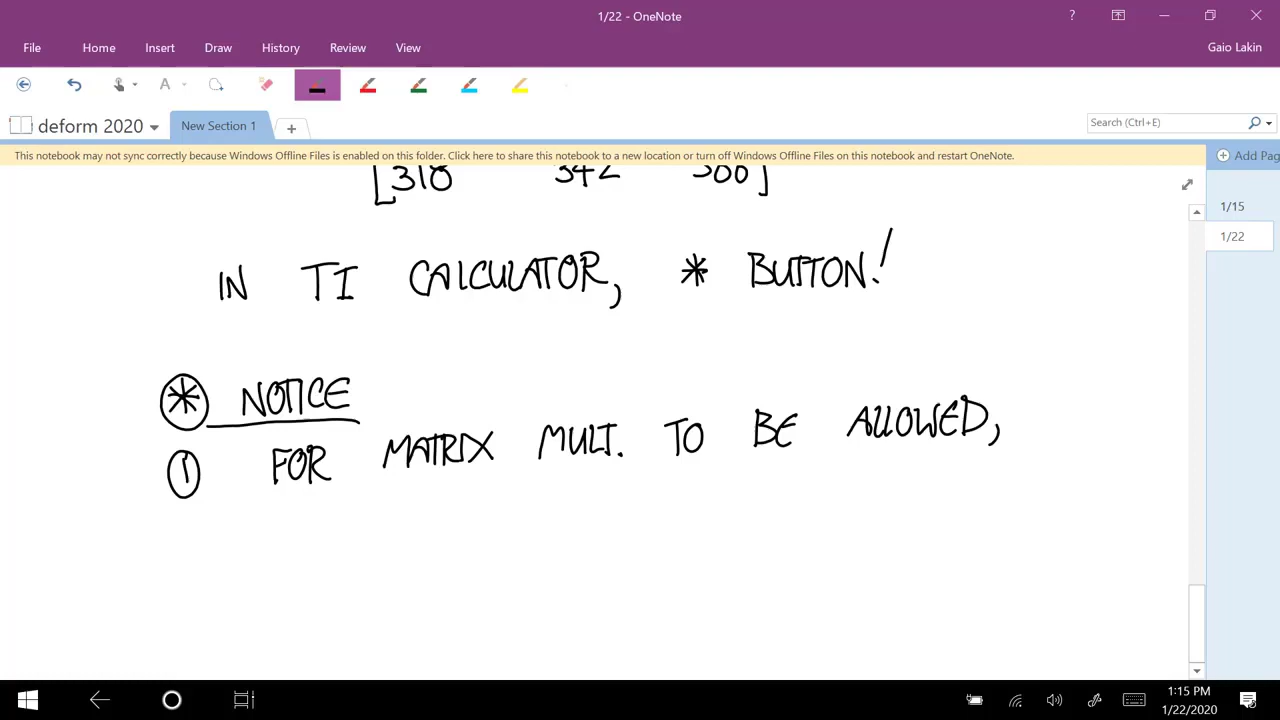 1/22 - OneNote
?
File Home Insert Draw History Review View
Gaio Lakin
A
deform 2020
New Section 1
+
Search (Ctrl+E)
This notebook may not sync correctly because Windows Offline Files is enabled on this folder. Click here to share this notebook to a new location or turn off Windows Offline Files on this notebook and restart OneNote.
Add Pag
1/15
1/22
[318 342
IN TI CALCULATOR, * BUTTON!
* NOTICE
① FOR MATRIX MULT. TO BE ALLOWED,
1:15 PM
1/22/2020